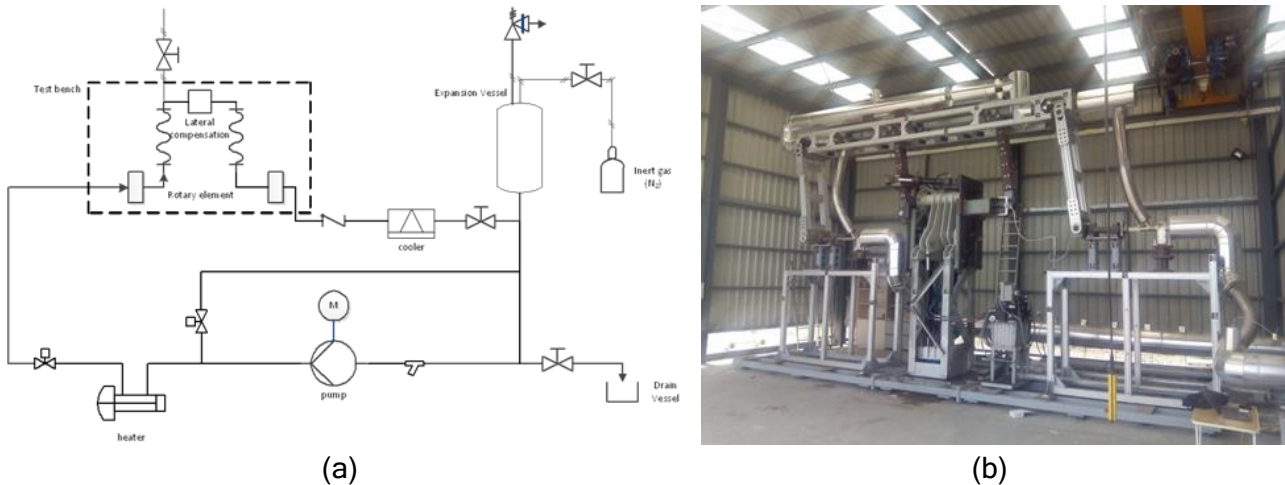 Test bench
Lateral
compensation
Rotary element
Expansion Vessel
Inert gas
(N₂)
cooler
M
pump
heater
Drain
Vessel
(a)
(b)